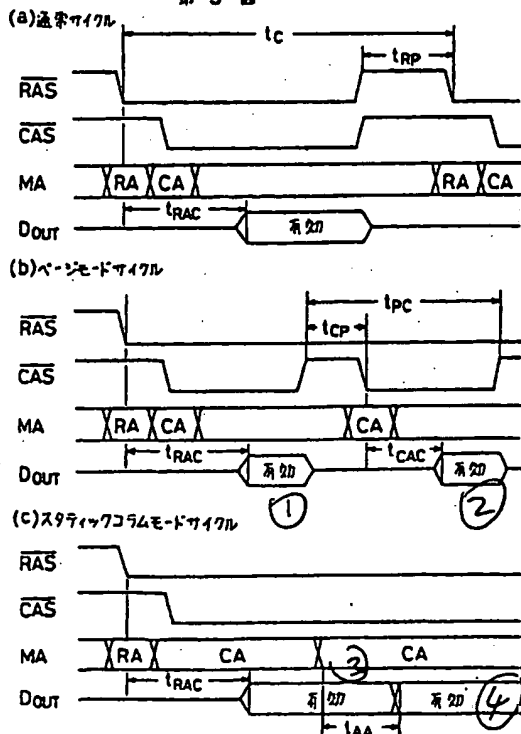 (a)通常サイクル
tC
tRP
RAS
CAS
MA RA CA RA CA
tRAC
DOUT 有効
(b)ページモードサイクル
tPC
RAS
tCP
CAS
MA RA CA CA
tRAC tCAC
DOUT 有効 有効
① ②
(c)スタティックコラムモードサイクル
RAS
CAS
MA RA CA ③ CA
tRAC
DOUT 有効 有効 ④
tAA